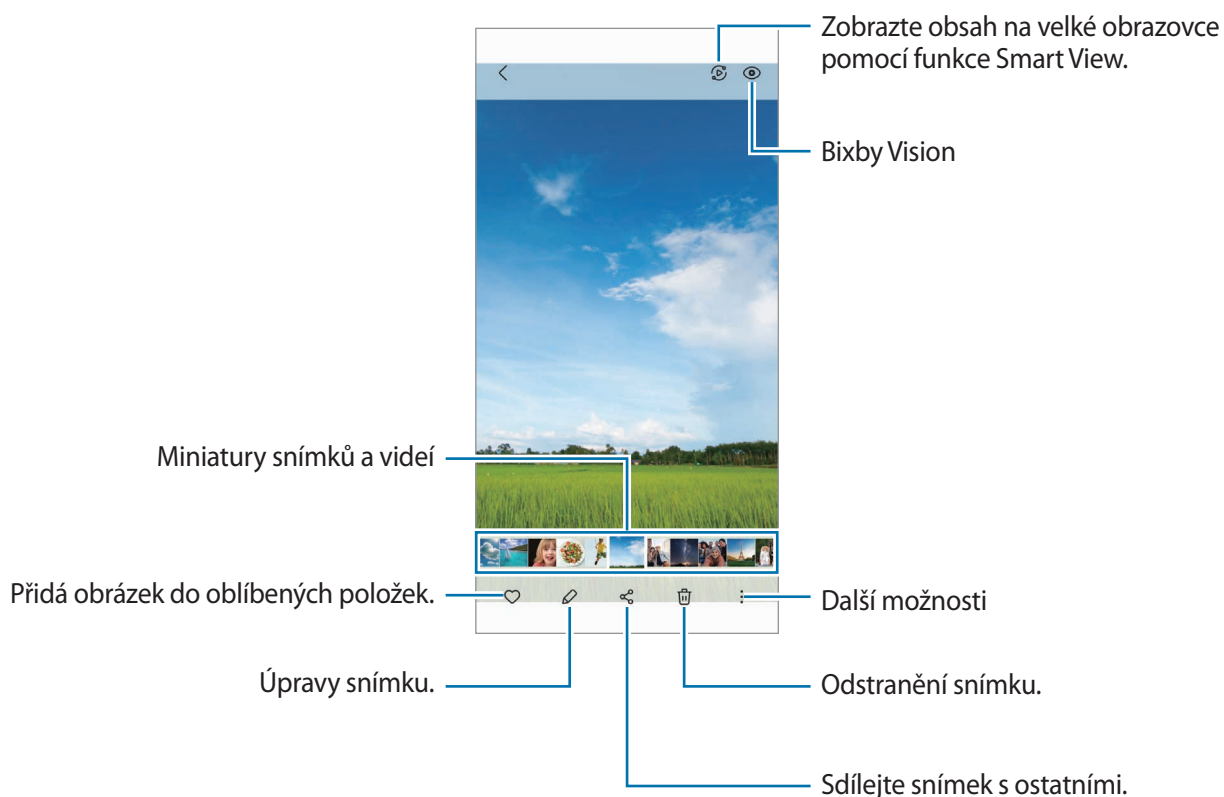 Zobrazte obsah na velké obrazovce
pomocí funkce Smart View.
Bixby Vision
Miniatury snímků a videí
Přidá obrázek do oblíbených položek.
Další možnosti
Úpravy snímku.
Odstranění snímku.
Sdílejte snímek s ostatními.